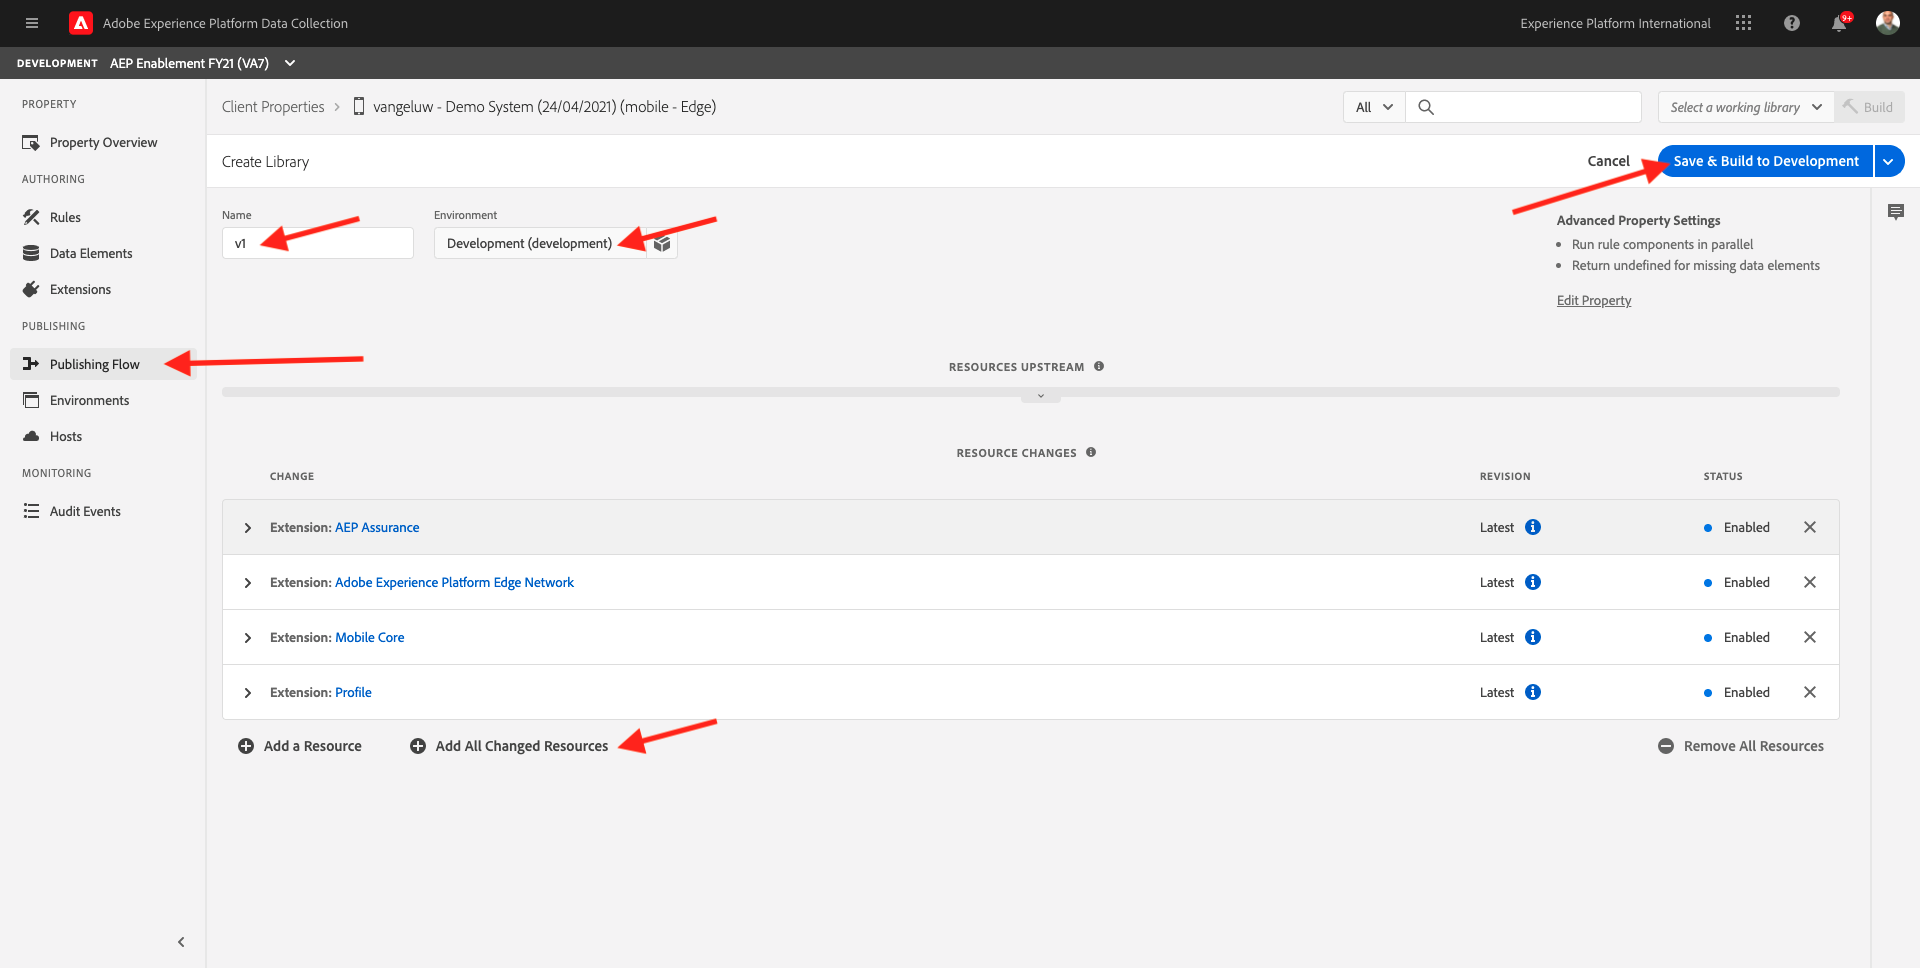 Adobe Experience Platform Data Collection
Experience Platform International
9+
DEVELOPMENT AEP Enablement FY21 (VA7)
PROPERTY
Property Overview
AUTHORING
Rules
Data Elements
Extensions
PUBLISHING
Publishing Flow
Environments
Hosts
MONITORING
Audit Events
Client Properties > vangeluw - Demo System (24/04/2021) (mobile - Edge)
All
Select a working library
Build
Create Library
Cancel
Save & Build to Development
Name
v1
Environment
Development (development)
Advanced Property Settings
• Run rule components in parallel
• Return undefined for missing data elements
Edit Property
RESOURCES UPSTREAM
RESOURCE CHANGES
CHANGE REVISION STATUS
Extension: AEP Assurance Latest Enabled
Extension: Adobe Experience Platform Edge Network Latest Enabled
Extension: Mobile Core Latest Enabled
Extension: Profile Latest Enabled
Add a Resource Add All Changed Resources Remove All Resources